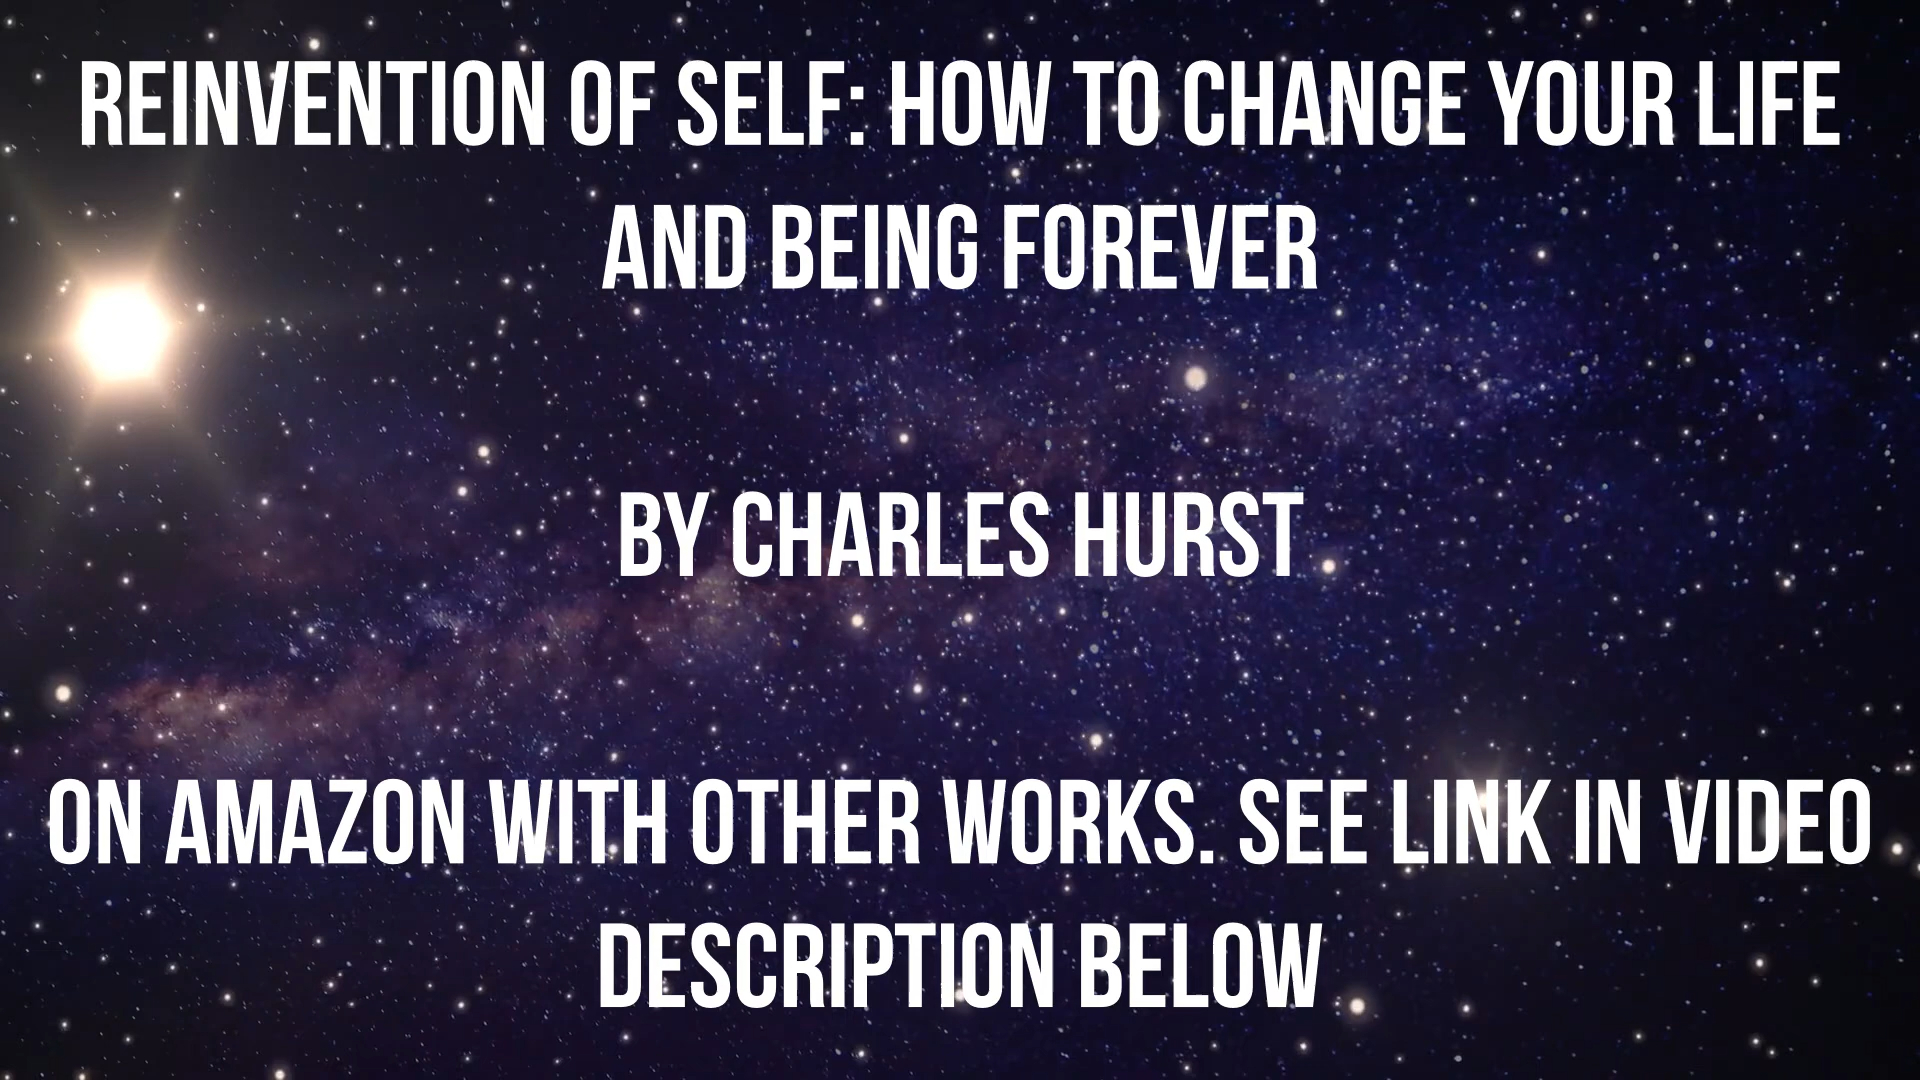 REINVENTION OF SELF: HOW TO CHANGE YOUR LIFE
AND BEING FOREVER
BY CHARLES HURST
ON AMAZON WITH OTHER WORKS. SEE LINK IN VIDEO
DESCRIPTION BELOW